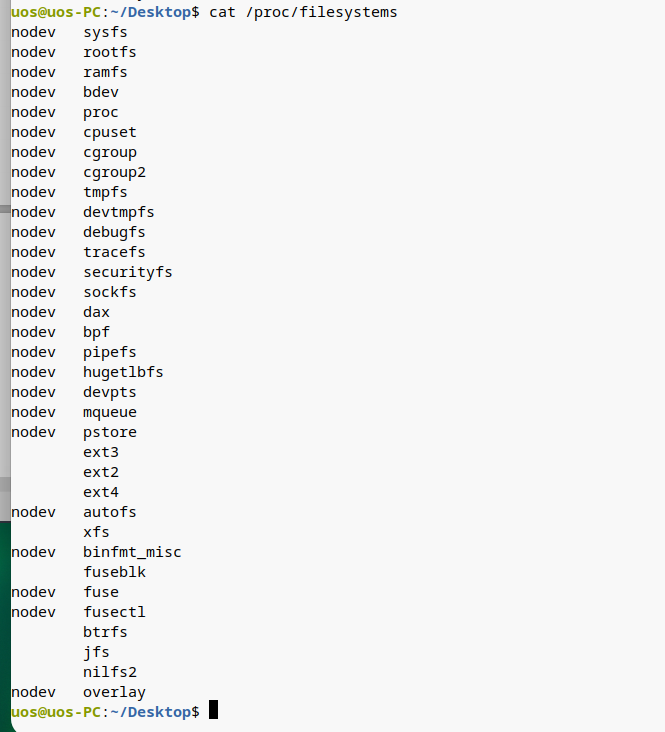 uos@uos-PC:~/Desktop$ cat /proc/filesystems
nodev   sysfs
nodev   rootfs
nodev   ramfs
nodev   bdev
nodev   proc
nodev   cpuset
nodev   cgroup
nodev   cgroup2
nodev   tmpfs
nodev   devtmpfs
nodev   debugfs
nodev   tracefs
nodev   securityfs
nodev   sockfs
nodev   dax
nodev   bpf
nodev   pipefs
nodev   hugetlbfs
nodev   devpts
nodev   mqueue
nodev   pstore
        ext3
        ext2
        ext4
nodev   autofs
        xfs
nodev   binfmt_misc
        fuseblk
nodev   fuse
nodev   fusectl
        btrfs
        jfs
        nilfs2
nodev   overlay
uos@uos-PC:~/Desktop$